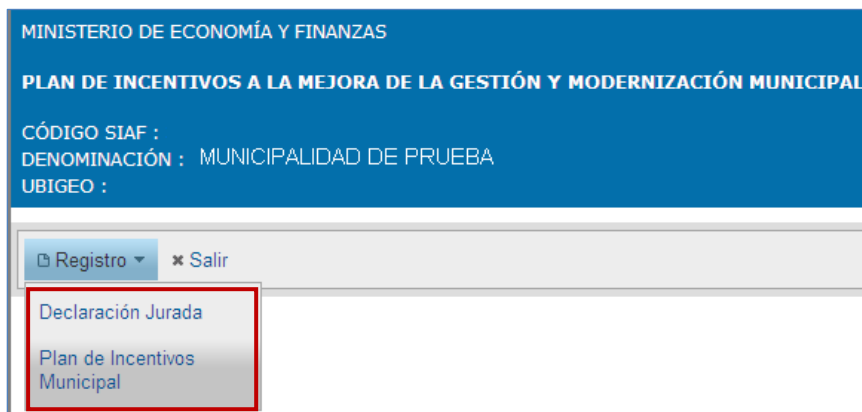 MINISTERIO DE ECONOMÍA Y FINANZAS
PLAN DE INCENTIVOS A LA MEJORA DE LA GESTIÓN Y MODERNIZACIÓN MUNICIPAL
CÓDIGO SIAF :
DENOMINACIÓN : MUNICIPALIDAD DE PRUEBA
UBIGEO :
Registro Salir
Declaración Jurada
Plan de Incentivos
Municipal